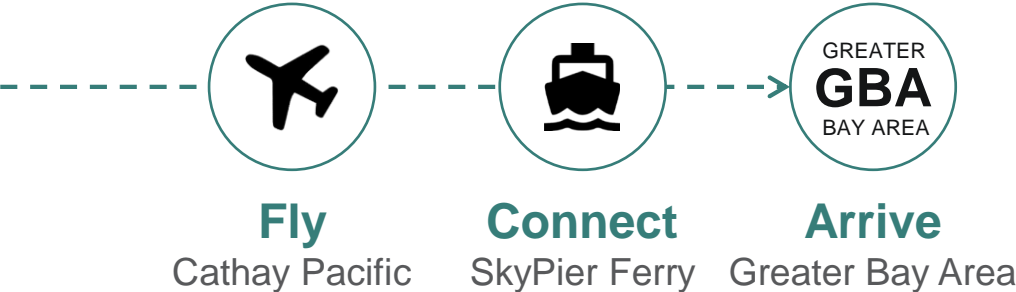 GREATER
GBA
BAY AREA
Fly
Connect
Arrive
Cathay Pacific
SkyPier Ferry
Greater Bay Area